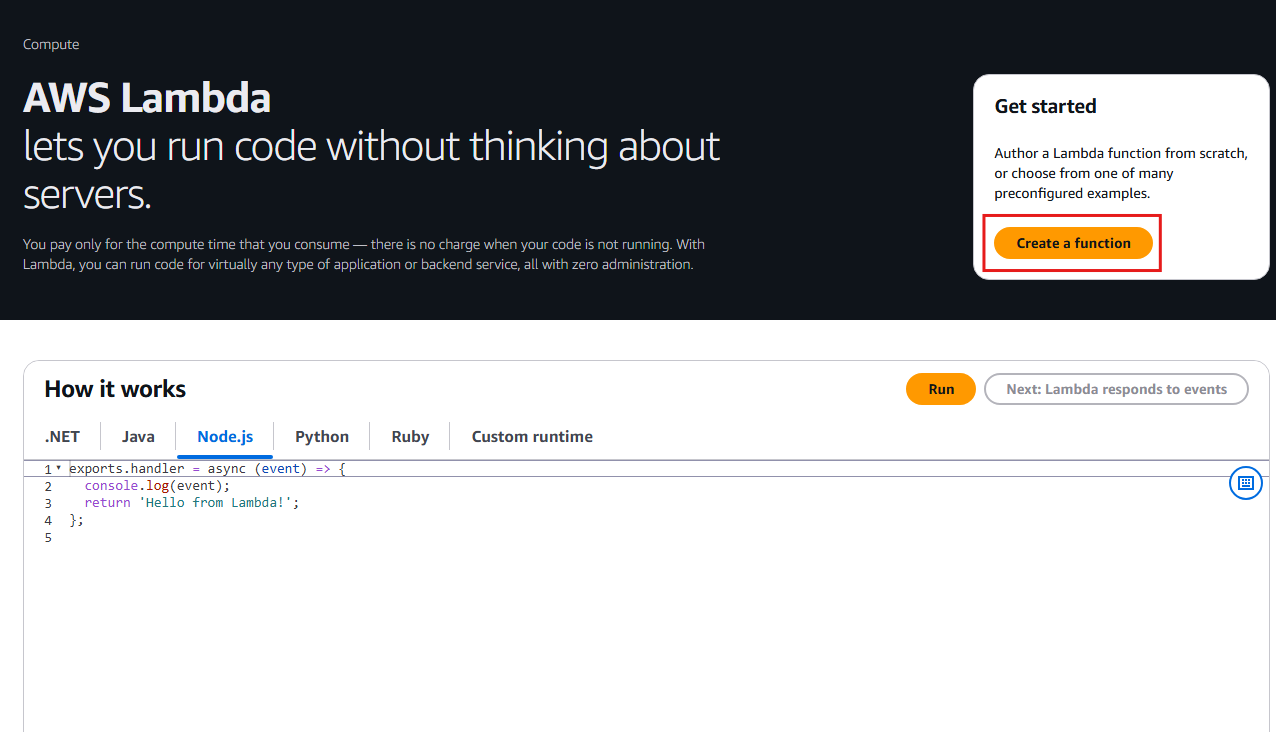 Compute
AWS Lambda
lets you run code without thinking about
servers.
You pay only for the compute time that you consume — there is no charge when your code is not running. With
Lambda, you can run code for virtually any type of application or backend service, all with zero administration.
Get started
Author a Lambda function from scratch,
or choose from one of many
preconfigured examples.
Create a function
How it works
Run
Next: Lambda responds to events
.NET
Java
Node.js
Python
Ruby
Custom runtime
1 exports.handler = async (event) => {
2   console.log(event);
3   return 'Hello from Lambda!';
4 };
5